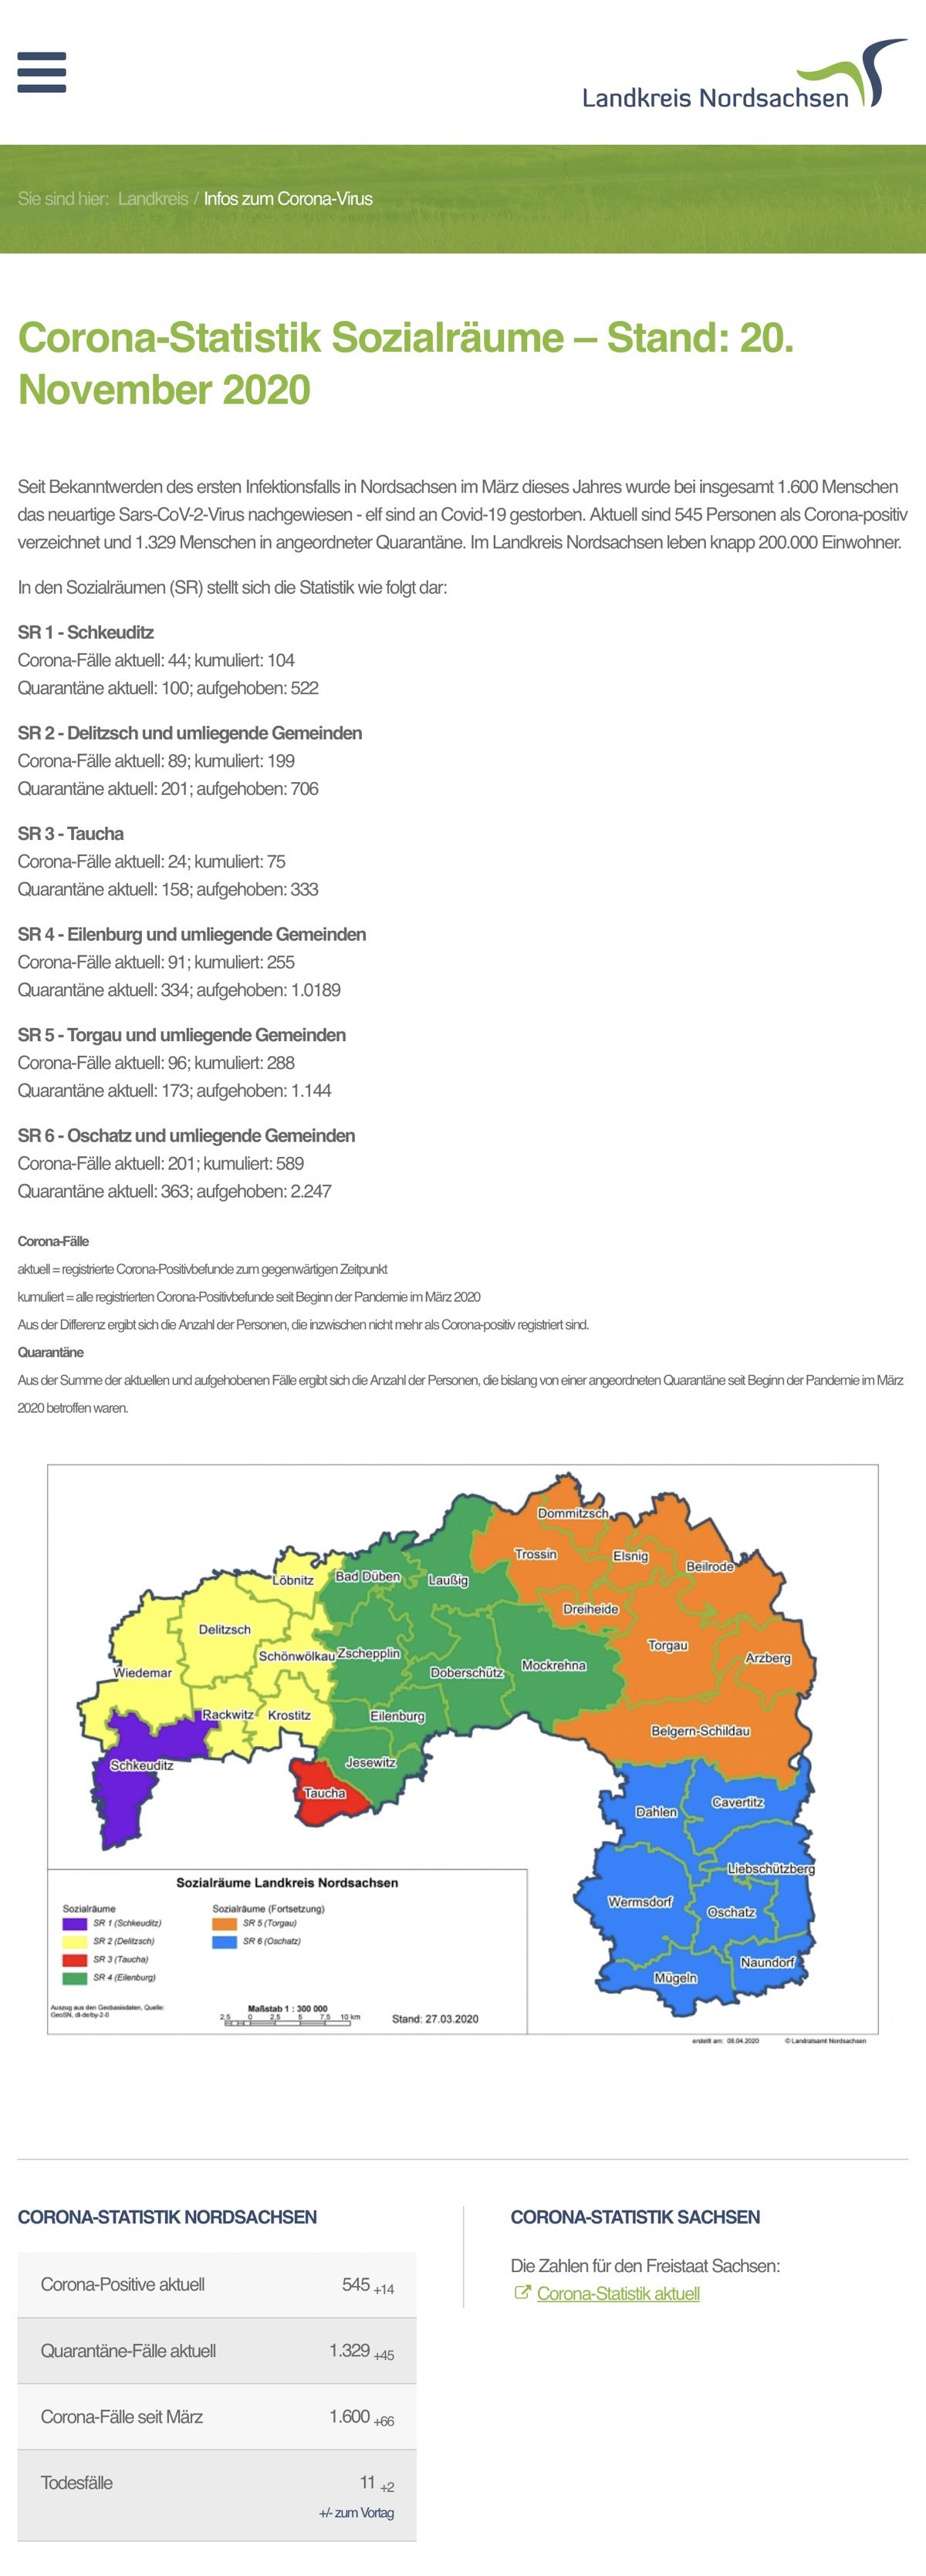 Landkreis Nordsachsen
Sie sind hier: Landkreis / Infos zum Corona-Virus
Corona-Statistik Sozialräume – Stand: 20.
November 2020
Seit Bekanntwerden des ersten Infektionsfalls in Nordsachsen im März dieses Jahres wurde bei insgesamt 1.600 Menschen
das neuartige Sars-CoV-2-Virus nachgewiesen - elf sind an Covid-19 gestorben. Aktuell sind 545 Personen als Corona-positiv
verzeichnet und 1.329 Menschen in angeordneter Quarantäne. Im Landkreis Nordsachsen leben knapp 200.000 Einwohner.
In den Sozialräumen (SR) stellt sich die Statistik wie folgt dar:
SR 1 - Schkeuditz
Corona-Fälle aktuell: 44; kumuliert: 104
Quarantäne aktuell: 100; aufgehoben: 522
SR 2 - Delitzsch und umliegende Gemeinden
Corona-Fälle aktuell: 89; kumuliert: 199
Quarantäne aktuell: 201; aufgehoben: 706
SR 3 - Taucha
Corona-Fälle aktuell: 24; kumuliert: 75
Quarantäne aktuell: 158; aufgehoben: 333
SR 4 - Eilenburg und umliegende Gemeinden
Corona-Fälle aktuell: 91; kumuliert: 255
Quarantäne aktuell: 334; aufgehoben: 1.0189
SR 5 - Torgau und umliegende Gemeinden
Corona-Fälle aktuell: 96; kumuliert: 288
Quarantäne aktuell: 173; aufgehoben: 1.144
SR 6 - Oschatz und umliegende Gemeinden
Corona-Fälle aktuell: 201; kumuliert: 589
Quarantäne aktuell: 363; aufgehoben: 2.247
Corona-Fälle
aktuell = registrierte Corona-Positivbefunde zum gegenwärtigen Zeitpunkt
kumuliert = alle registrierten Corona-Positivbefunde seit Beginn der Pandemie im März 2020
Aus der Differenz ergibt sich die Anzahl der Personen, die inzwischen nicht mehr als Corona-positiv registriert sind.
Quarantäne
Aus der Summe der aktuellen und aufgehobenen Fälle ergibt sich die Anzahl der Personen, die bislang von einer angeordneten Quarantäne seit Beginn der Pandemie im März
2020 betroffen waren.
Dommitzsch
Trossin
Elsnig
Beilrode
Löbnitz
Bad Düben
Laußig
Dreiheide
Delitzsch
Torgau
Schönwölkau
Zschepplin
Arzberg
Wiedemar
Doberschütz
Mockrehna
Rackwitz
Krostitz
Eilenburg
Belgern-Schildau
Schkeuditz
Jesewitz
Taucha
Dahlen
Cavertitz
Liebschützberg
Wermsdorf
Oschatz
Naundorf
Mügeln
Sozialräume Landkreis Nordsachsen
Sozialräume
SR 1 (Schkeuditz)
SR 2 (Delitzsch)
SR 3 (Taucha)
SR 4 (Eilenburg)
Sozialräume (Fortsetzung)
SR 5 (Torgau)
SR 6 (Oschatz)
Auszug aus den Geobasisdaten, Quelle:
GeoSN, dl-de/by-2-0
Maßstab 1 : 300 000
2,5 0 2,5 5 7,5 10 km
Stand: 27.03.2020
erstellt am: 08.04.2020 © Landratsamt Nordsachsen
CORONA-STATISTIK NORDSACHSEN
Corona-Positive aktuell 545 +14
Quarantäne-Fälle aktuell 1.329 +45
Corona-Fälle seit März 1.600 +66
Todesfälle 11 +2
+/- zum Vortag
CORONA-STATISTIK SACHSEN
Die Zahlen für den Freistaat Sachsen:
Corona-Statistik aktuell